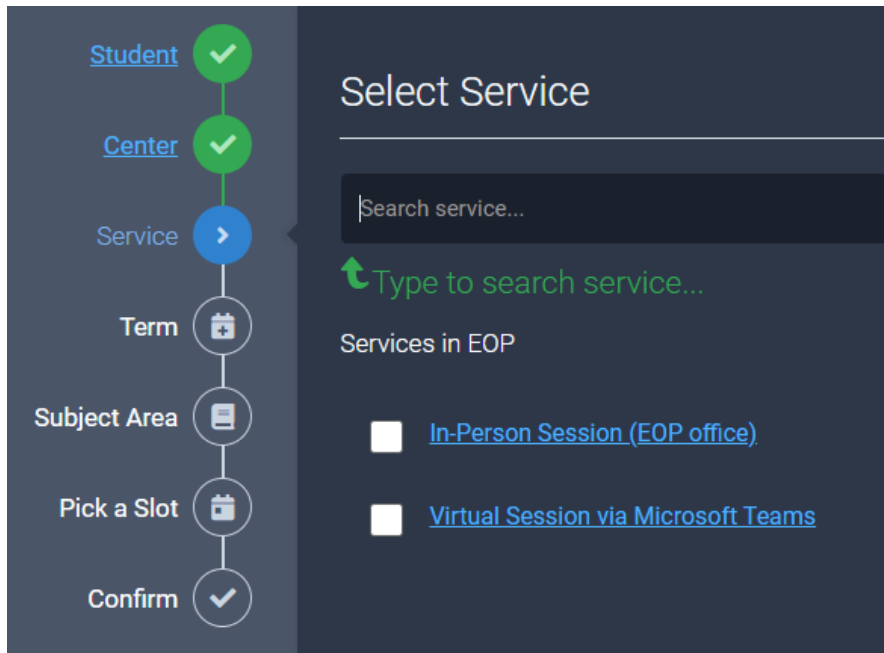 Student
Center
Service
Term
Subject Area
Pick a Slot
Confirm
Select Service
Search service...
Type to search service...
Services in EOP
In-Person Session (EOP office)
Virtual Session via Microsoft Teams